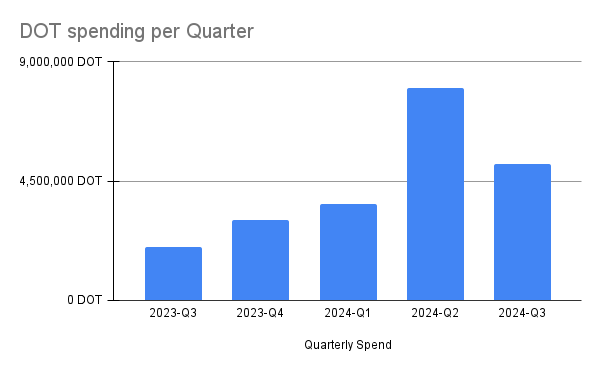 DOT spending per Quarter
9,000,000 DOT
4,500,000 DOT
0 DOT
2023-Q3 2023-Q4 2024-Q1 2024-Q2 2024-Q3
Quarterly Spend